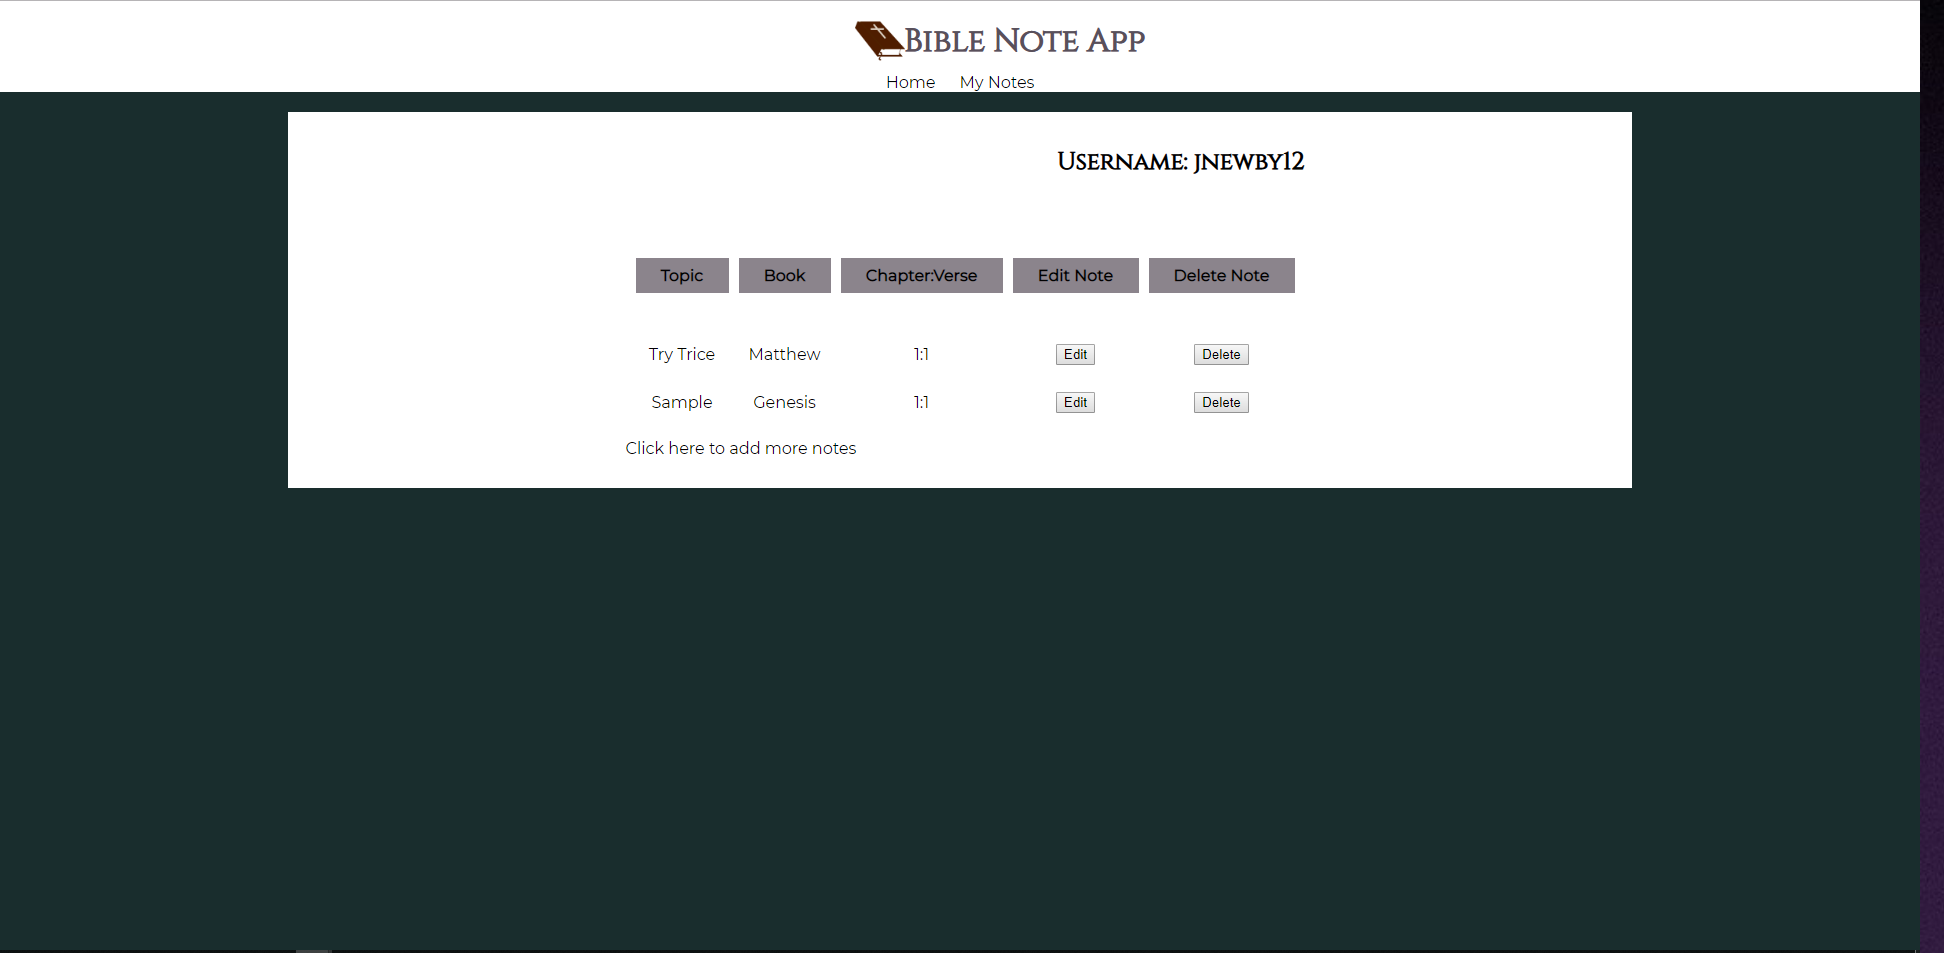 Bible Note App
Home My Notes
Username: jnewby12
Topic Book Chapter:Verse Edit Note Delete Note
Try Trice Matthew 1:1 Edit Delete
Sample Genesis 1:1 Edit Delete
Click here to add more notes